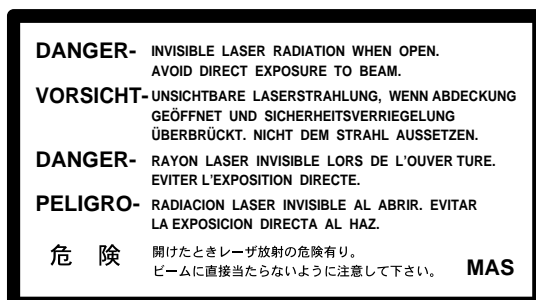 DANGER- INVISIBLE LASER RADIATION WHEN OPEN.
AVOID DIRECT EXPOSURE TO BEAM.
VORSICHT- UNSICHTBARE LASERSTRAHLUNG, WENN ABDECKUNG
GEÖFFNET UND SICHERHEITSVERRIEGELUNG
ÜBERBRÜCKT. NICHT DEM STRAHL AUSSETZEN.
DANGER- RAYON LASER INVISIBLE LORS DE L'OUVER TURE.
EVITER L'EXPOSITION DIRECTE.
PELIGRO- RADIACION LASER INVISIBLE AL ABRIR. EVITAR
LA EXPOSICION DIRECTA AL HAZ.
危 険 開けたときレーザ放射の危険有り。
ビームに直接当たらないように注意して下さい。 MAS